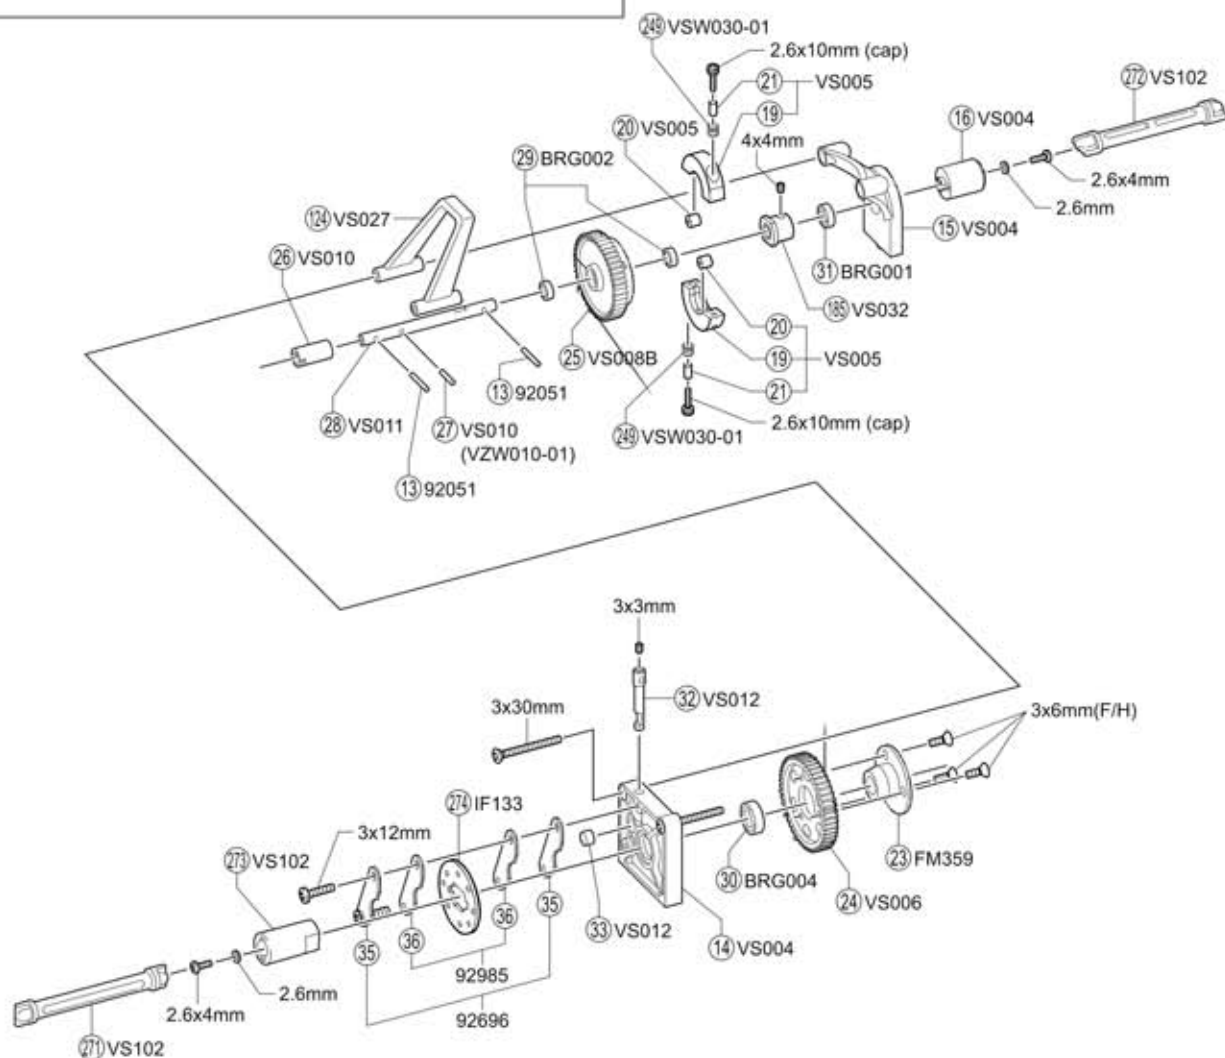 249 VSW030-01
2.6x10mm (cap)
21 VS005
19
20 VS005
4x4mm
272 VS102
16 VS004
2.6x4mm
2.6mm
15 VS004
29 BRG002
124 VS027
26 VS010
31 BRG001
185 VS032
20
19 VS005
21
25 VS008B
13 92051
28 VS011
27 VS010
(VZW010-01)
249 VSW030-01
2.6x10mm (cap)
13 92051
3x3mm
32 VS012
3x30mm
3x6mm(F/H)
274 IF133
3x12mm
273 VS102
23 FM359
30 BRG004
24 VS006
33 VS012
14 VS004
35
36
36
35
92985
92696
2.6mm
2.6x4mm
271 VS102